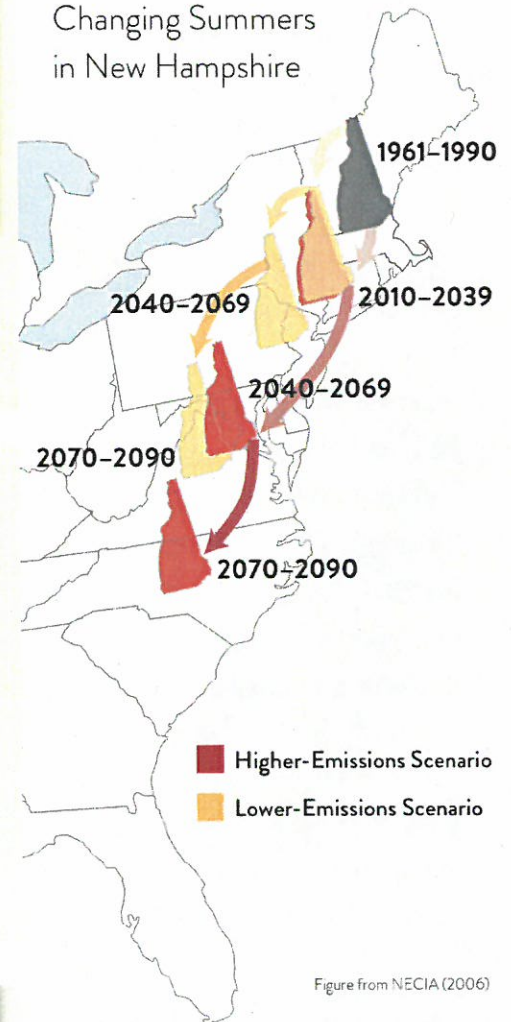 Changing Summers
in New Hampshire
1961–1990
2010–2039
2040–2069
2040–2069
2070–2090
2070–2090
Higher-Emissions Scenario
Lower-Emissions Scenario
Figure from NECIA (2006)